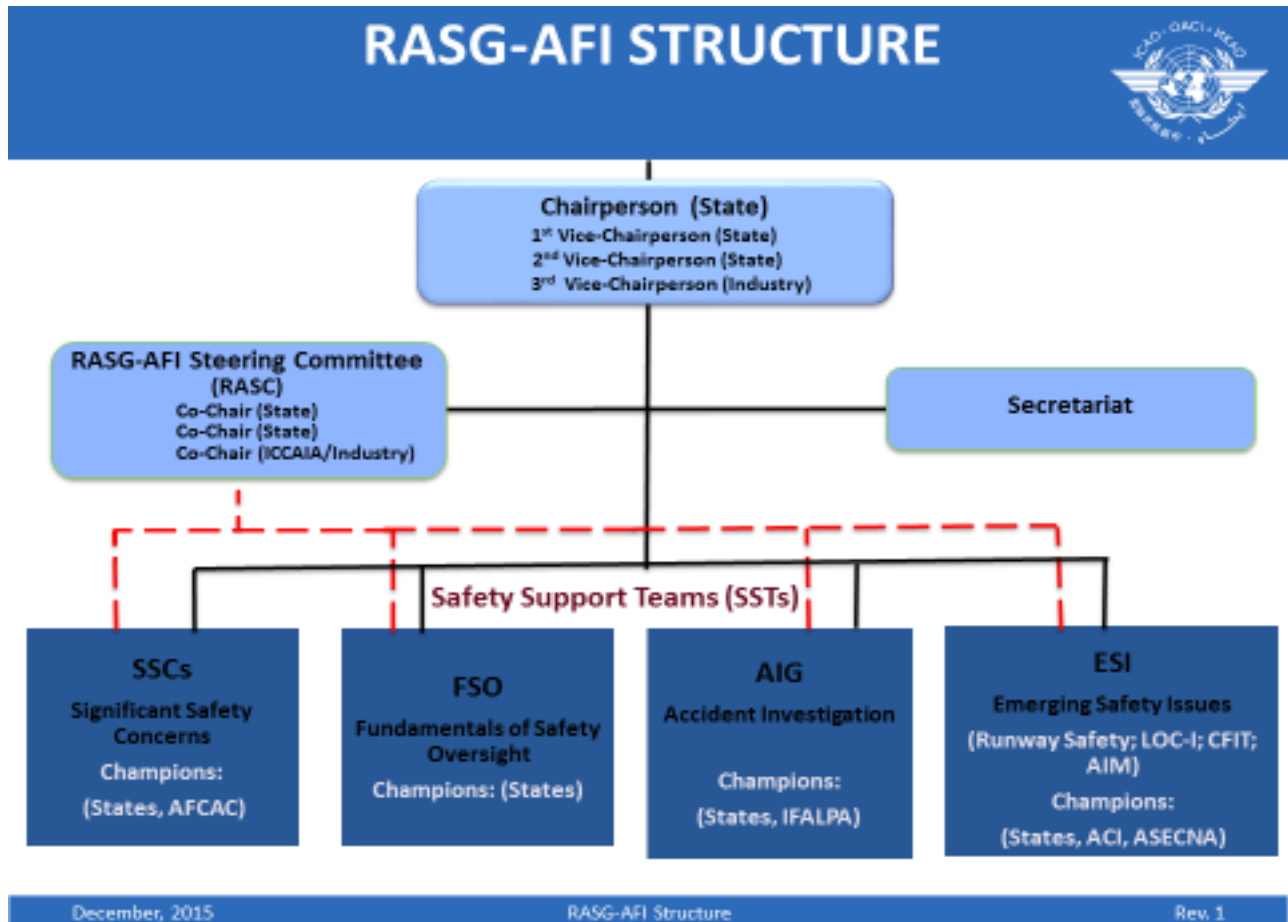 RASG-AFI STRUCTURE
ICAO · OACI · ИКАО
Chairperson (State)
1st Vice-Chairperson (State)
2nd Vice-Chairperson (State)
3rd Vice-Chairperson (Industry)
RASG-AFI Steering Committee
(RASC)
Co-Chair (State)
Co-Chair (State)
Co-Chair (ICCAIA/Industry)
Secretariat
Safety Support Teams (SSTs)
SSCs
Significant Safety
Concerns
Champions:
(States, AFCAC)
FSO
Fundamentals of Safety
Oversight
Champions: (States)
AIG
Accident Investigation
Champions:
(States, IFALPA)
ESI
Emerging Safety Issues
(Runway Safety; LOC-I; CFIT;
AIM)
Champions:
(States, ACI, ASECNA)
December, 2015
RASG-AFI Structure
Rev. 1